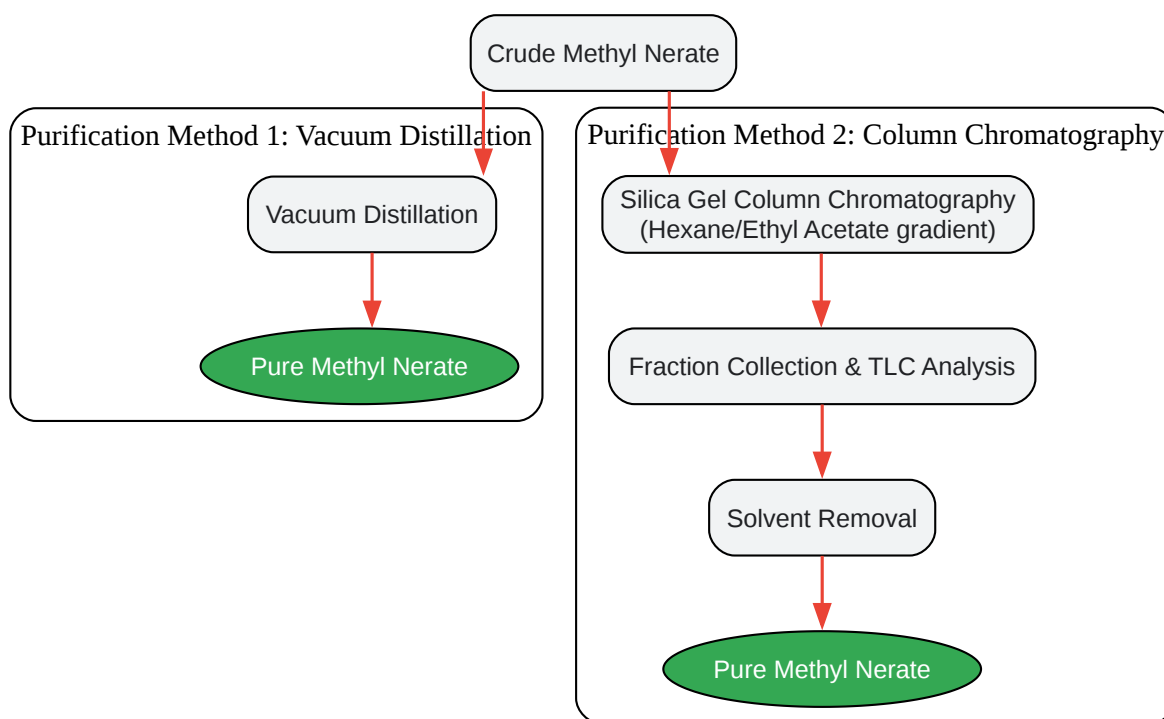 Crude Methyl Nerate
Purification Method 1: Vacuum Distillation
Vacuum Distillation
Pure Methyl Nerate
Purification Method 2: Column Chromatography
Silica Gel Column Chromatography
(Hexane/Ethyl Acetate gradient)
Fraction Collection & TLC Analysis
Solvent Removal
Pure Methyl Nerate